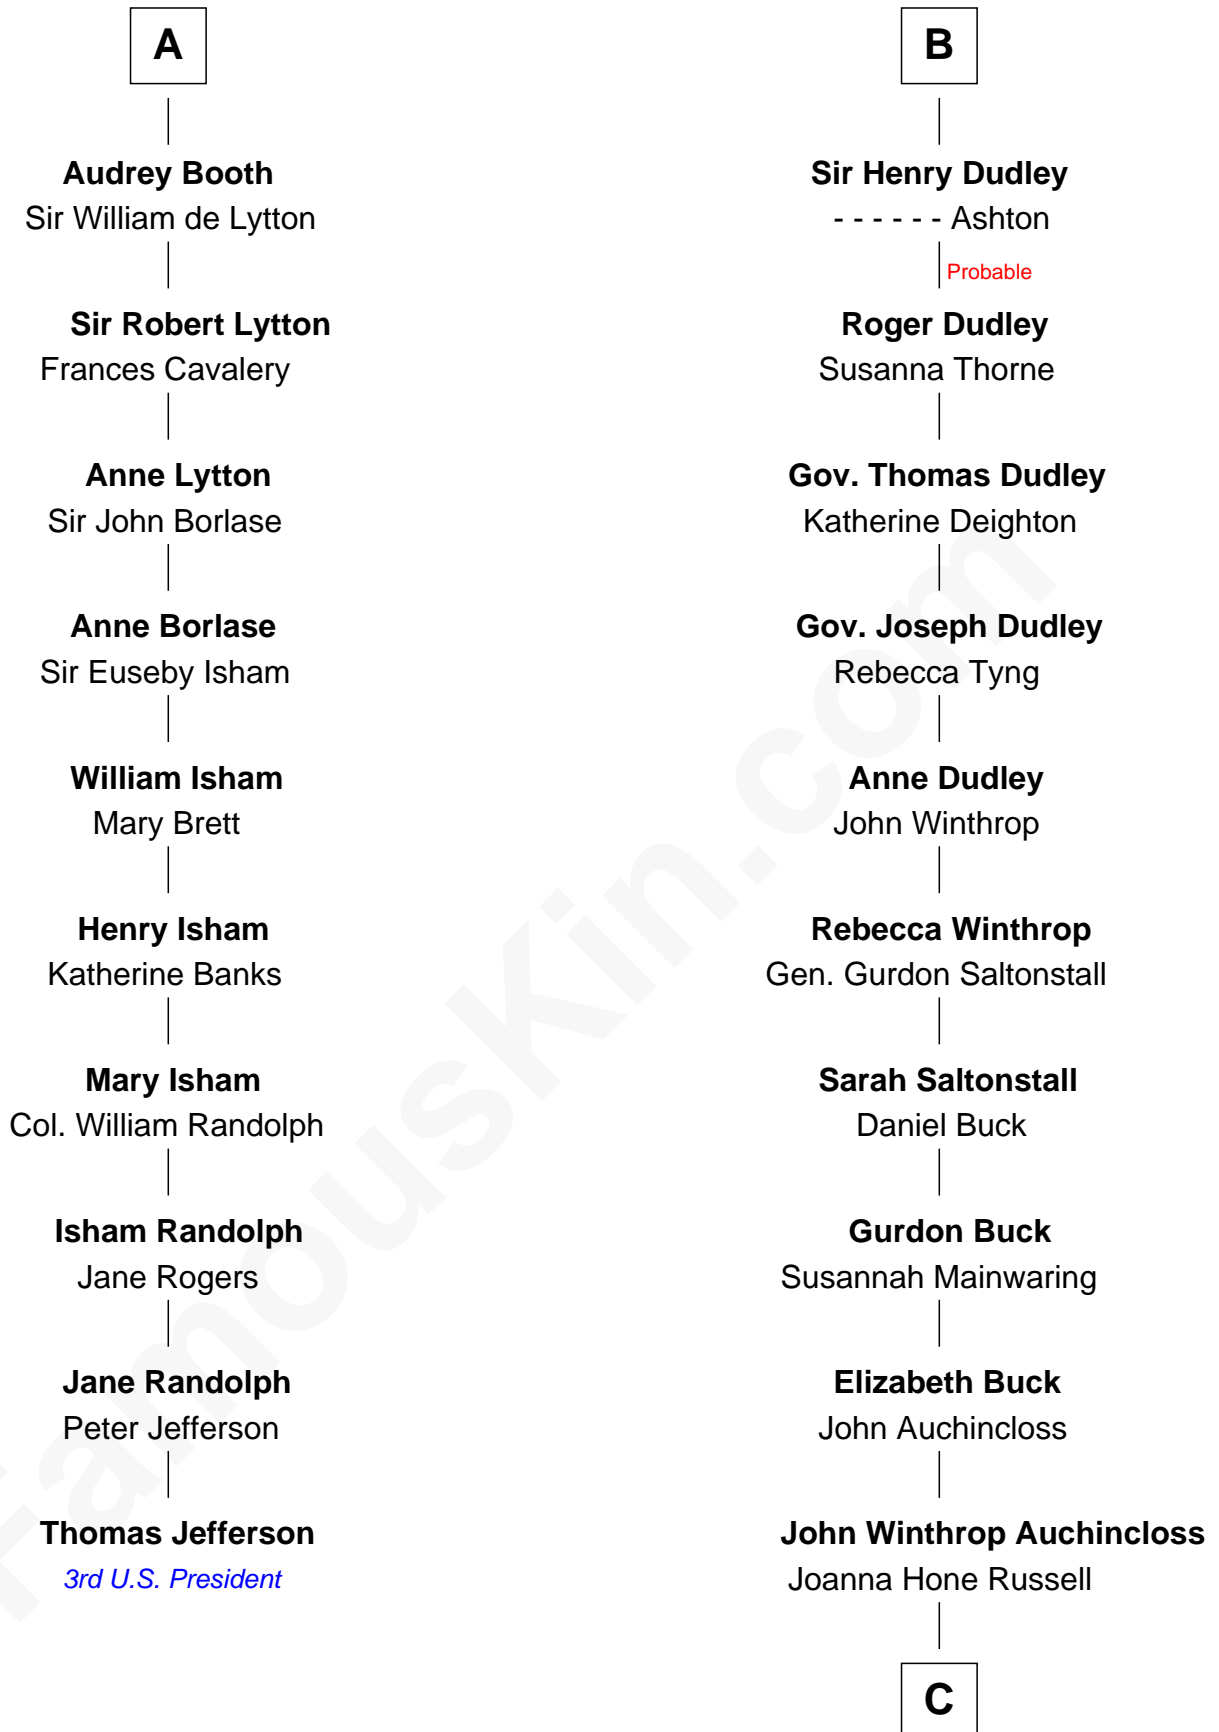 A
Audrey Booth
Sir William de Lytton
Sir Robert Lytton
Frances Cavalery
Anne Lytton
Sir John Borlase
Anne Borlase
Sir Euseby Isham
William Isham
Mary Brett
Henry Isham
Katherine Banks
Mary Isham
Col. William Randolph
Isham Randolph
Jane Rogers
Jane Randolph
Peter Jefferson
Thomas Jefferson
3rd U.S. President
B
Sir Henry Dudley
- - - - - - Ashton
Probable
Roger Dudley
Susanna Thorne
Gov. Thomas Dudley
Katherine Deighton
Gov. Joseph Dudley
Rebecca Tyng
Anne Dudley
John Winthrop
Rebecca Winthrop
Gen. Gurdon Saltonstall
Sarah Saltonstall
Daniel Buck
Gurdon Buck
Susannah Mainwaring
Elizabeth Buck
John Auchincloss
John Winthrop Auchincloss
Joanna Hone Russell
C
FamousKin.com